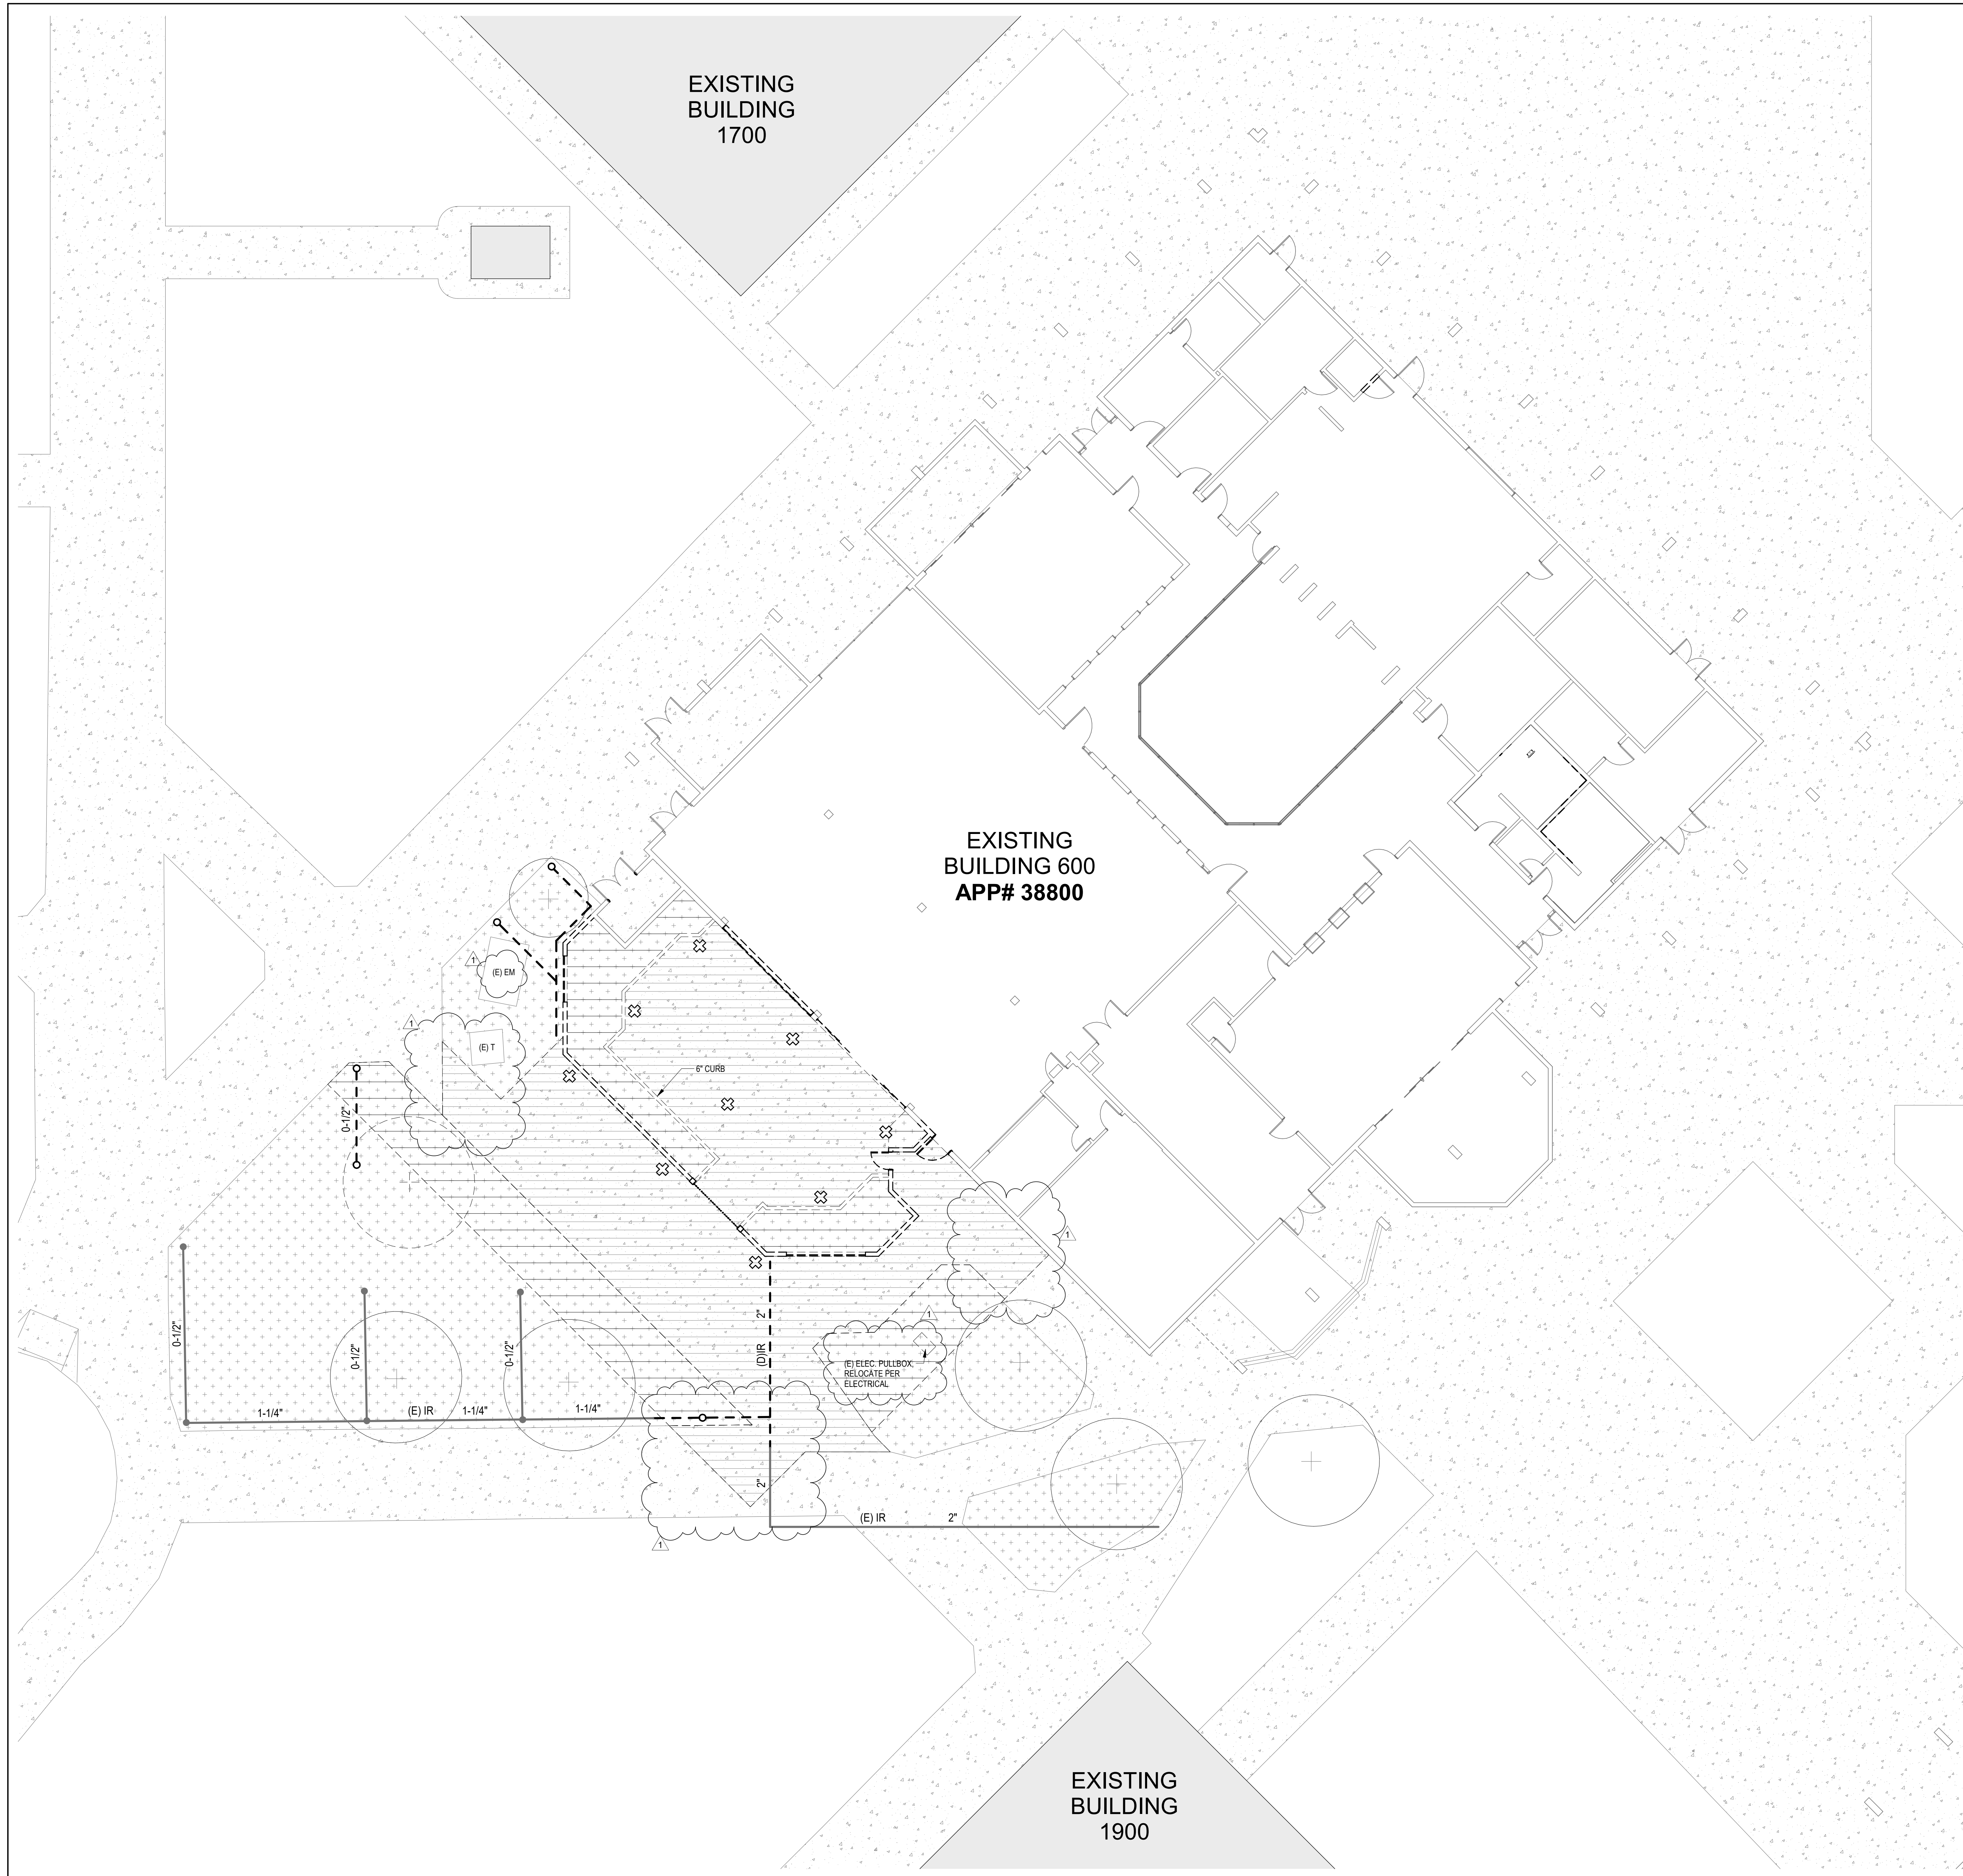 EXISTING
BUILDING
1700
EXISTING
BUILDING 600
APP# 38800
1
(E) EM
1
(E) T
6" CURB
0-1/2"
1
0-1/2"
0-1/2"
0-1/2"
2"
(D)IR
1
(E) ELEC. PULLBOX,
RELOCATE PER
ELECTRICAL
1-1/4"
(E) IR
1-1/4"
1-1/4"
2"
(E) IR
2"
1
EXISTING
BUILDING
1900